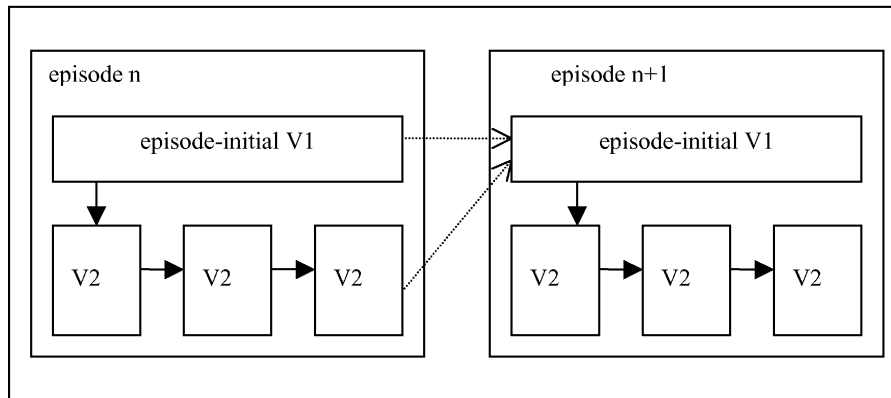 episode n
episode-initial V1
V2 V2 V2
episode n+1
episode-initial V1
V2 V2 V2